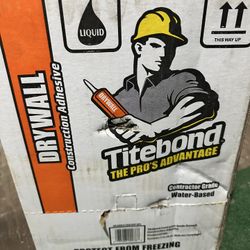 LIQUID
THIS WAY UP
DRYWALL
Construction Adhesive
DRYWALL
Titebond
THE PRO'S ADVANTAGE
Contractor Grade
Water-Based
PROTECT FROM FREEZING